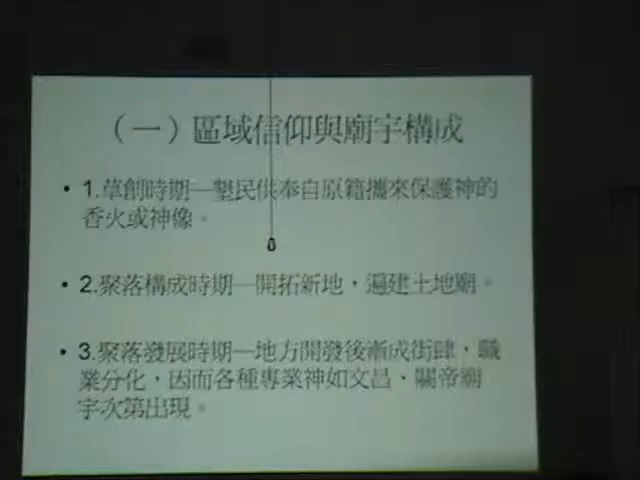 （一）區域信仰與廟宇構成
• 1.草創時期—墾民供奉自原籍攜來保護神的
香火或神像。
• 2.聚落構成時期—開拓新地，遍建土地廟。
• 3.聚落發展時期—地方開發後漸成街肆，職
業分化，因而各種專業神如文昌、關帝廟
宇次第出現。